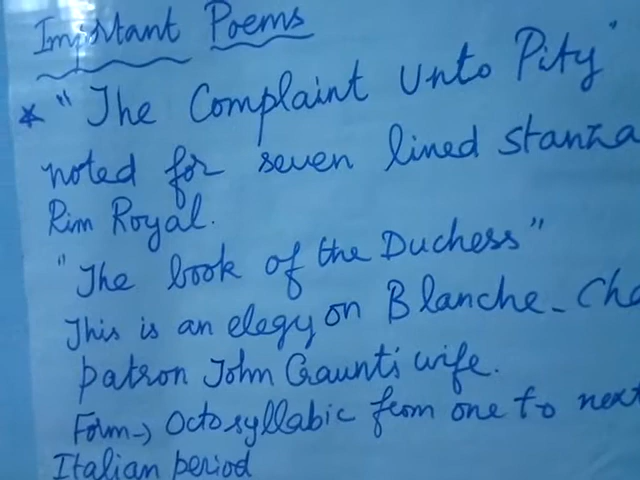 Important Poems
* "The Complaint Unto Pity"
noted for seven lined stanza
Rim Royal.
"The book of the Duchess"
This is an elegy on Blanche - Cha
patron John Gaunt's wife.
Form → Octosyllabic from one to next
Italian period